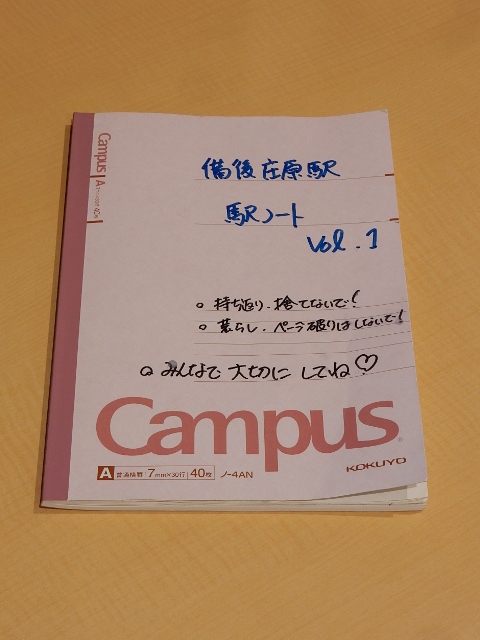 Campus
備後庄原駅
駅ノート
Vol.1
○ 持ち返り・捨てないで!
○ 荒らし・ページ破りはしないで!
○ みんなで大切にしてね♡
Campus
KOKUYO
A 普通横罫 7mm×30行 40枚 ノ-4AN